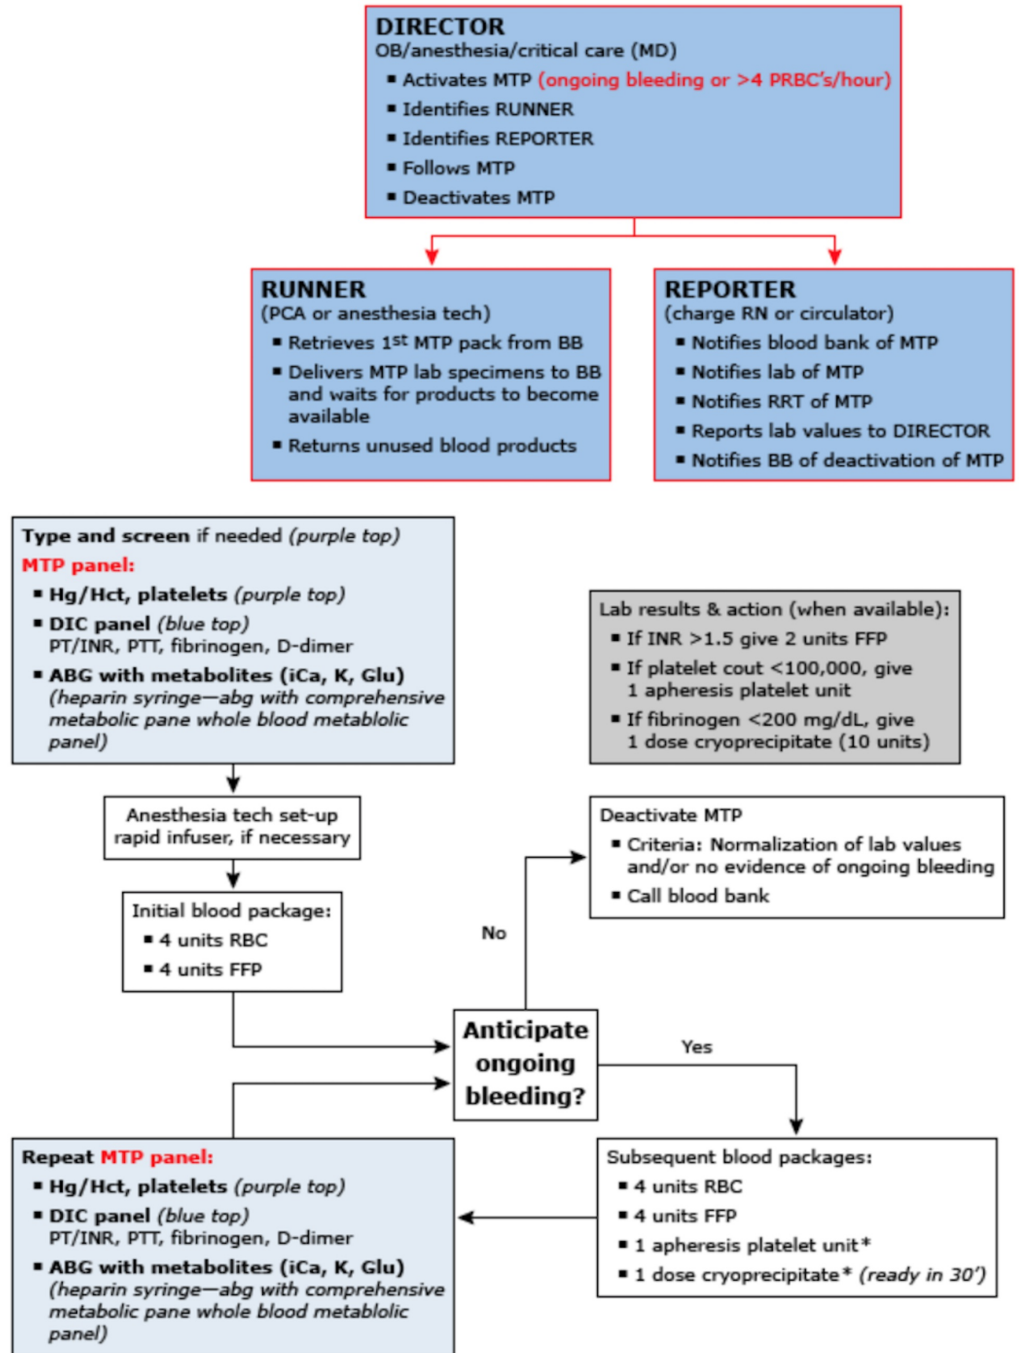 DIRECTOR
OB/anesthesia/critical care (MD)
▪ Activates MTP (ongoing bleeding or >4 PRBC's/hour)
▪ Identifies RUNNER
▪ Identifies REPORTER
▪ Follows MTP
▪ Deactivates MTP
RUNNER
(PCA or anesthesia tech)
▪ Retrieves 1st MTP pack from BB
▪ Delivers MTP lab specimens to BB
and waits for products to become
available
▪ Returns unused blood products
REPORTER
(charge RN or circulator)
▪ Notifies blood bank of MTP
▪ Notifies lab of MTP
▪ Notifies RRT of MTP
▪ Reports lab values to DIRECTOR
▪ Notifies BB of deactivation of MTP
Type and screen if needed (purple top)
MTP panel:
▪ Hg/Hct, platelets (purple top)
▪ DIC panel (blue top)
PT/INR, PTT, fibrinogen, D-dimer
▪ ABG with metabolites (iCa, K, Glu)
(heparin syringe—abg with comprehensive
metabolic pane whole blood metablolic
panel)
Lab results & action (when available):
▪ If INR >1.5 give 2 units FFP
▪ If platelet cout <100,000, give
1 apheresis platelet unit
▪ If fibrinogen <200 mg/dL, give
1 dose cryoprecipitate (10 units)
Anesthesia tech set-up
rapid infuser, if necessary
Deactivate MTP
▪ Criteria: Normalization of lab values
and/or no evidence of ongoing bleeding
▪ Call blood bank
Initial blood package:
▪ 4 units RBC
▪ 4 units FFP
No
Anticipate
ongoing
bleeding?
Yes
Subsequent blood packages:
▪ 4 units RBC
▪ 4 units FFP
▪ 1 apheresis platelet unit*
▪ 1 dose cryoprecipitate* (ready in 30')
Repeat MTP panel:
▪ Hg/Hct, platelets (purple top)
▪ DIC panel (blue top)
PT/INR, PTT, fibrinogen, D-dimer
▪ ABG with metabolites (iCa, K, Glu)
(heparin syringe—abg with comprehensive
metabolic pane whole blood metablolic
panel)